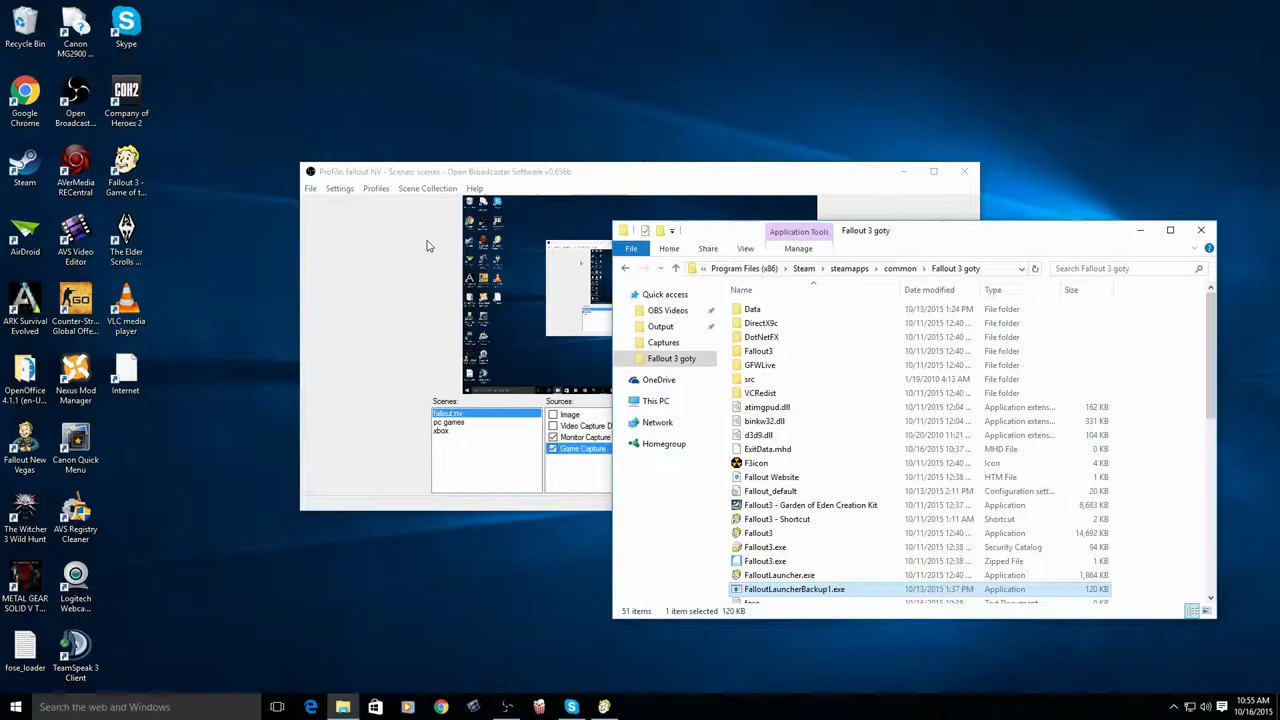 Recycle Bin
Canon
MG2900 ...
Skype
Google
Chrome
Open
Broadcast...
Company of
Heroes 2
COH2
Steam
AVerMedia
RECentral
Fallout 3 -
Game of t...
AirDroid
AVS Video
Editor
The Elder
Scrolls ...
ARK Survival
Evolved
Counter-Str...
Global Offe...
VLC media
player
OpenOffice
4.1.1 (en-U...
Nexus Mod
Manager
Internet
Fallout New
Vegas
Canon Quick
Menu
The Witcher
3 Wild Hunt
AVS Registry
Cleaner
METAL GEAR
SOLID V T...
Logitech
Webca...
fose_loader
TeamSpeak 3
Client
Profile: fallout NV - Scenes: scenes - Open Broadcaster Software v0.656b
File Settings Profiles Scene Collection Help
Scenes:
fallout:nv
pc games
xbox
Sources:
Image
Video Capture D
Monitor Capture
Game Capture
Application Tools
Fallout 3 goty
File Home Share View Manage
« Program Files (x86) › Steam › steamapps › common › Fallout 3 goty
Search Fallout 3 goty
Quick access
OBS Videos
Output
Captures
Fallout 3 goty
OneDrive
This PC
Network
Homegroup
Name Date modified Type Size
Data 10/13/2015 1:24 PM File folder
DirectX9c 10/11/2015 12:40 ... File folder
DotNetFX 10/11/2015 12:40 ... File folder
Fallout3 10/11/2015 12:40 ... File folder
GFWLive 10/11/2015 12:40 ... File folder
src 1/19/2010 4:13 AM File folder
VCRedist 10/11/2015 12:40 ... File folder
atimgpud.dll 10/11/2015 12:04 ... Application extens... 162 KB
binkw32.dll 10/11/2015 12:04 ... Application extens... 331 KB
d3d9.dll 10/20/2010 11:21 ... Application extens... 104 KB
ExitData.mhd 10/16/2015 10:37 ... MHD File 0 KB
F3icon 10/11/2015 12:40 ... Icon 4 KB
Fallout Website 10/11/2015 12:40 ... HTM File 1 KB
Fallout_default 10/13/2015 2:11 PM Configuration sett... 20 KB
Fallout3 - Garden of Eden Creation Kit 10/11/2015 12:37 ... Application 8,683 KB
Fallout3 - Shortcut 10/11/2015 1:11 AM Shortcut 2 KB
Fallout3 10/11/2015 12:40 ... Application 14,692 KB
Fallout3.exe 10/11/2015 12:38 ... Security Catalog 94 KB
Fallout3.exe 10/11/2015 12:38 ... Zipped File 1 KB
FalloutLauncher.exe 10/11/2015 12:40 ... Application 1,864 KB
FalloutLauncherBackup1.exe 10/13/2015 1:37 PM Application 120 KB
51 items 1 item selected 120 KB
Search the web and Windows
10:55 AM
10/16/2015